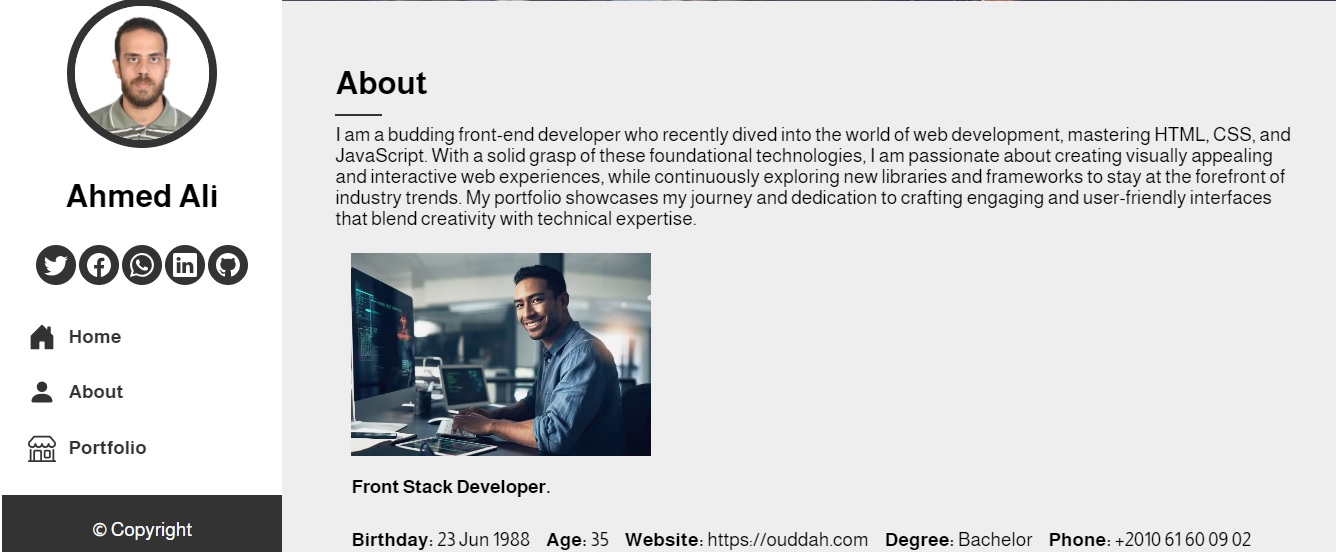 Ahmed Ali
Home
About
Portfolio
© Copyright
About
I am a budding front-end developer who recently dived into the world of web development, mastering HTML, CSS, and
JavaScript. With a solid grasp of these foundational technologies, I am passionate about creating visually appealing
and interactive web experiences, while continuously exploring new libraries and frameworks to stay at the forefront of
industry trends. My portfolio showcases my journey and dedication to crafting engaging and user-friendly interfaces
that blend creativity with technical expertise.
Front Stack Developer.
Birthday: 23 Jun 1988 Age: 35 Website: https://ouddah.com Degree: Bachelor Phone: +2010 61 60 09 02